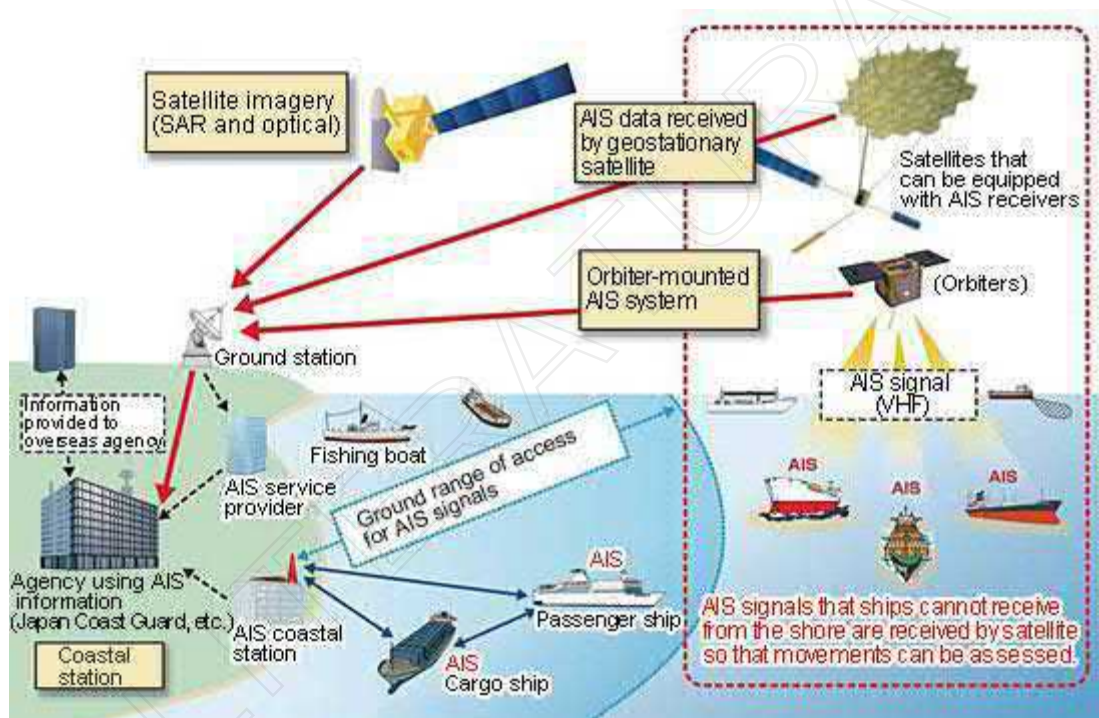 Satellite imagery
(SAR and optical)
AIS data received
by geostationary
satellite
Satellites that
can be equipped
with AIS receivers
Orbiter-mounted
AIS system
(Orbiters)
Ground station
AIS signal
(VHF)
Information
provided to
overseas agency
Fishing boat
AIS service
provider
Ground range of access
for AIS signals
AIS
AIS
AIS
Agency using AIS
information
(Japan Coast Guard, etc.)
AIS coastal
station
AIS
Passenger ship
AIS
Cargo ship
Coastal
station
AIS signals that ships cannot receive
from the shore are received by satellite
so that movements can be assessed.